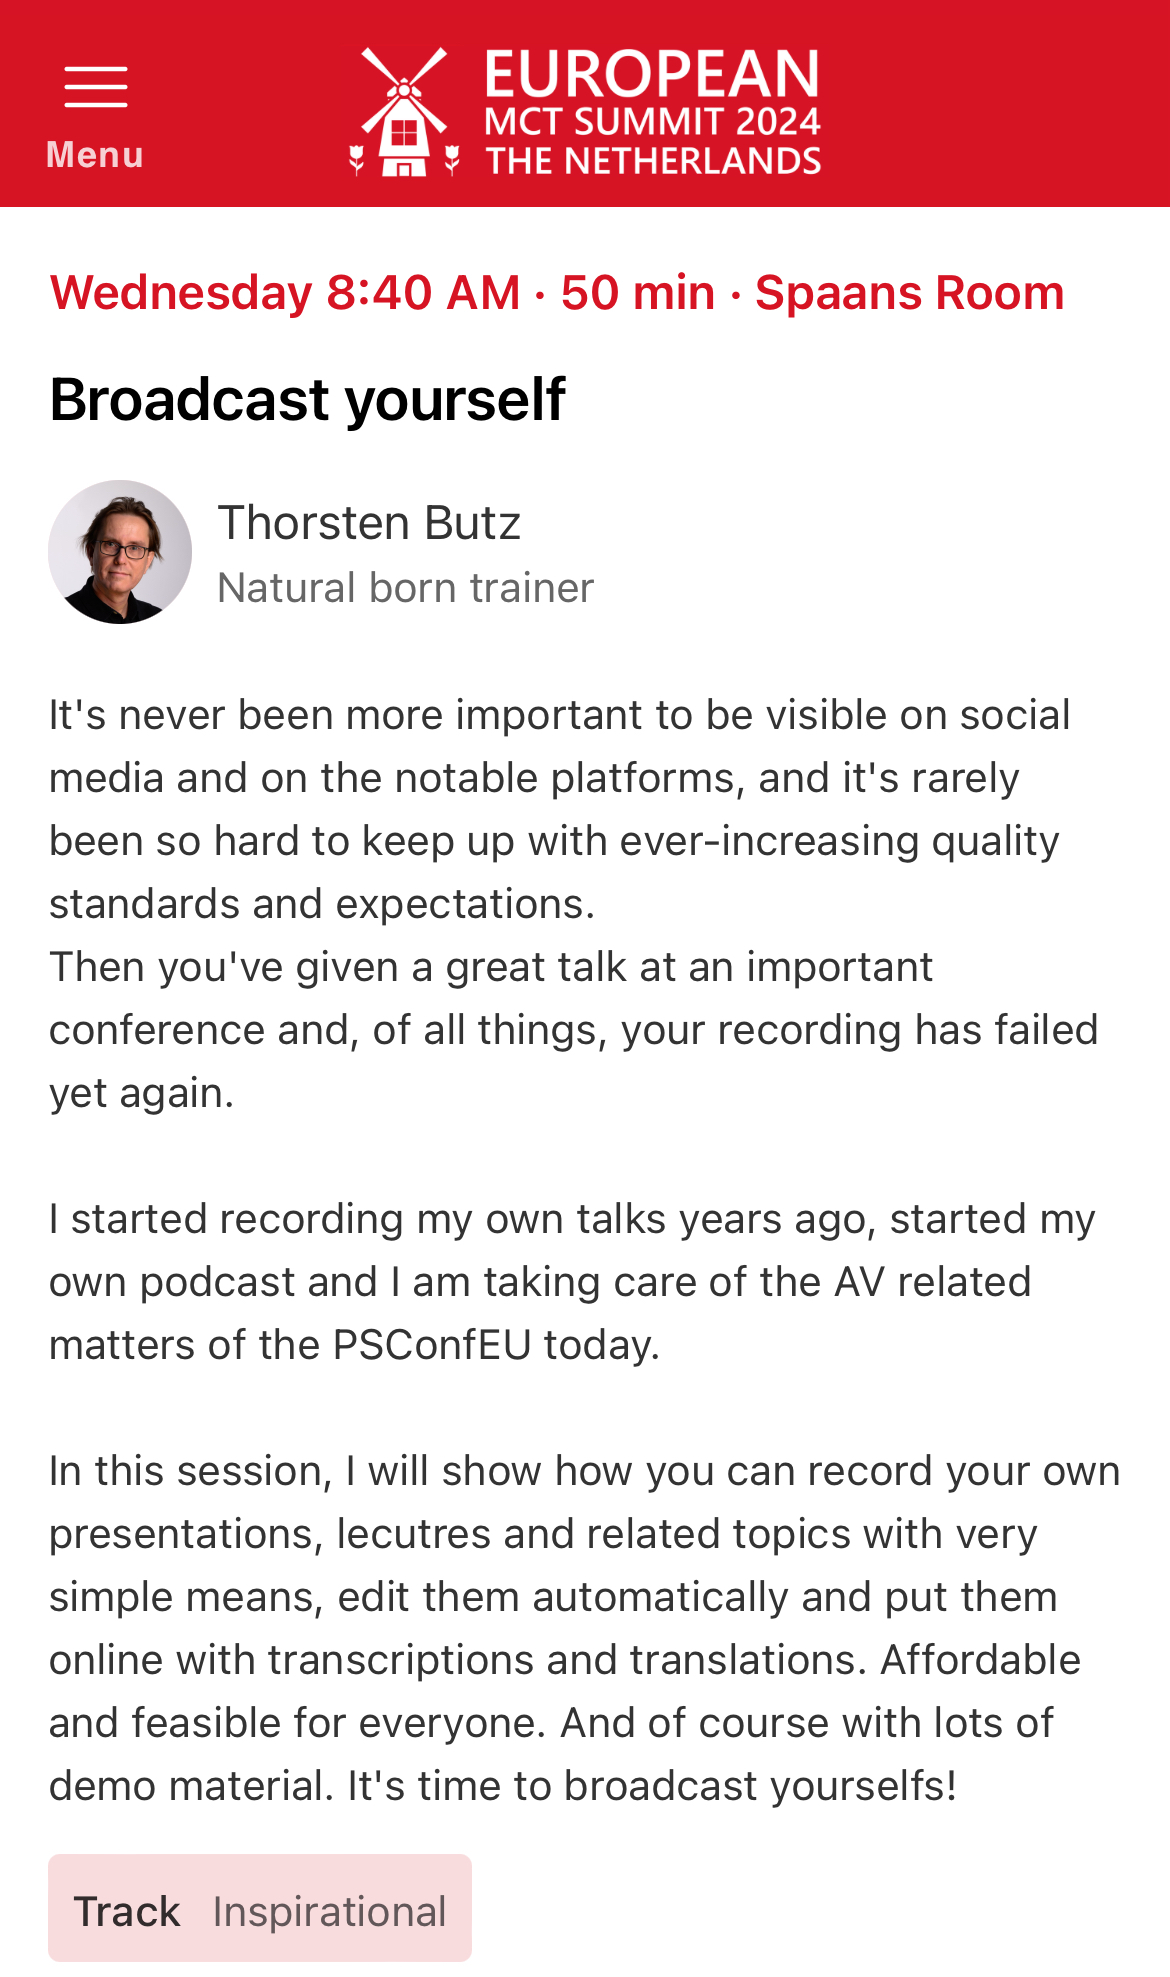 Menu
EUROPEAN
MCT SUMMIT 2024
THE NETHERLANDS
Wednesday 8:40 AM · 50 min · Spaans Room
Broadcast yourself
Thorsten Butz
Natural born trainer
It's never been more important to be visible on social
media and on the notable platforms, and it's rarely
been so hard to keep up with ever-increasing quality
standards and expectations.
Then you've given a great talk at an important
conference and, of all things, your recording has failed
yet again.
I started recording my own talks years ago, started my
own podcast and I am taking care of the AV related
matters of the PSConfEU today.
In this session, I will show how you can record your own
presentations, lecutres and related topics with very
simple means, edit them automatically and put them
online with transcriptions and translations. Affordable
and feasible for everyone. And of course with lots of
demo material. It's time to broadcast yourselfs!
Track Inspirational